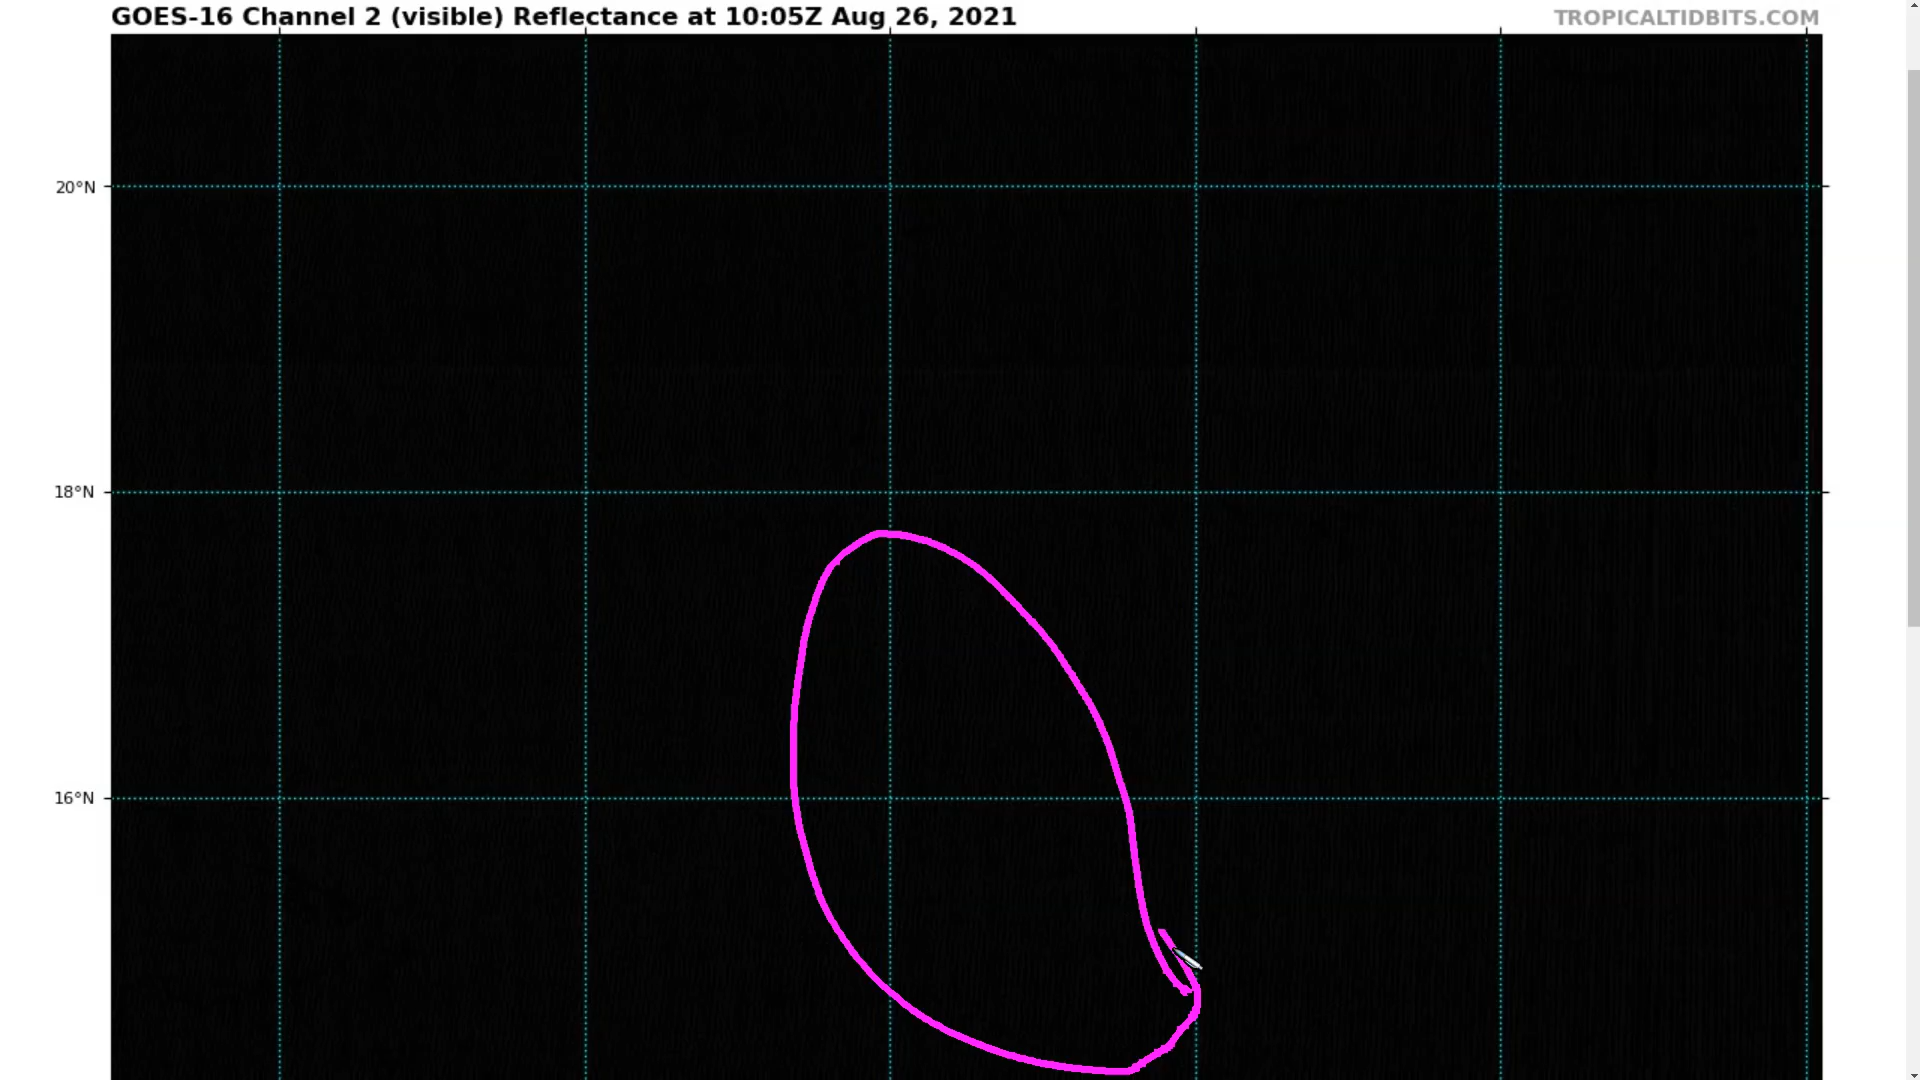 GOES-16 Channel 2 (visible) Reflectance at 10:05Z Aug 26, 2021
TROPICALTIDBITS.COM
20°N
18°N
16°N